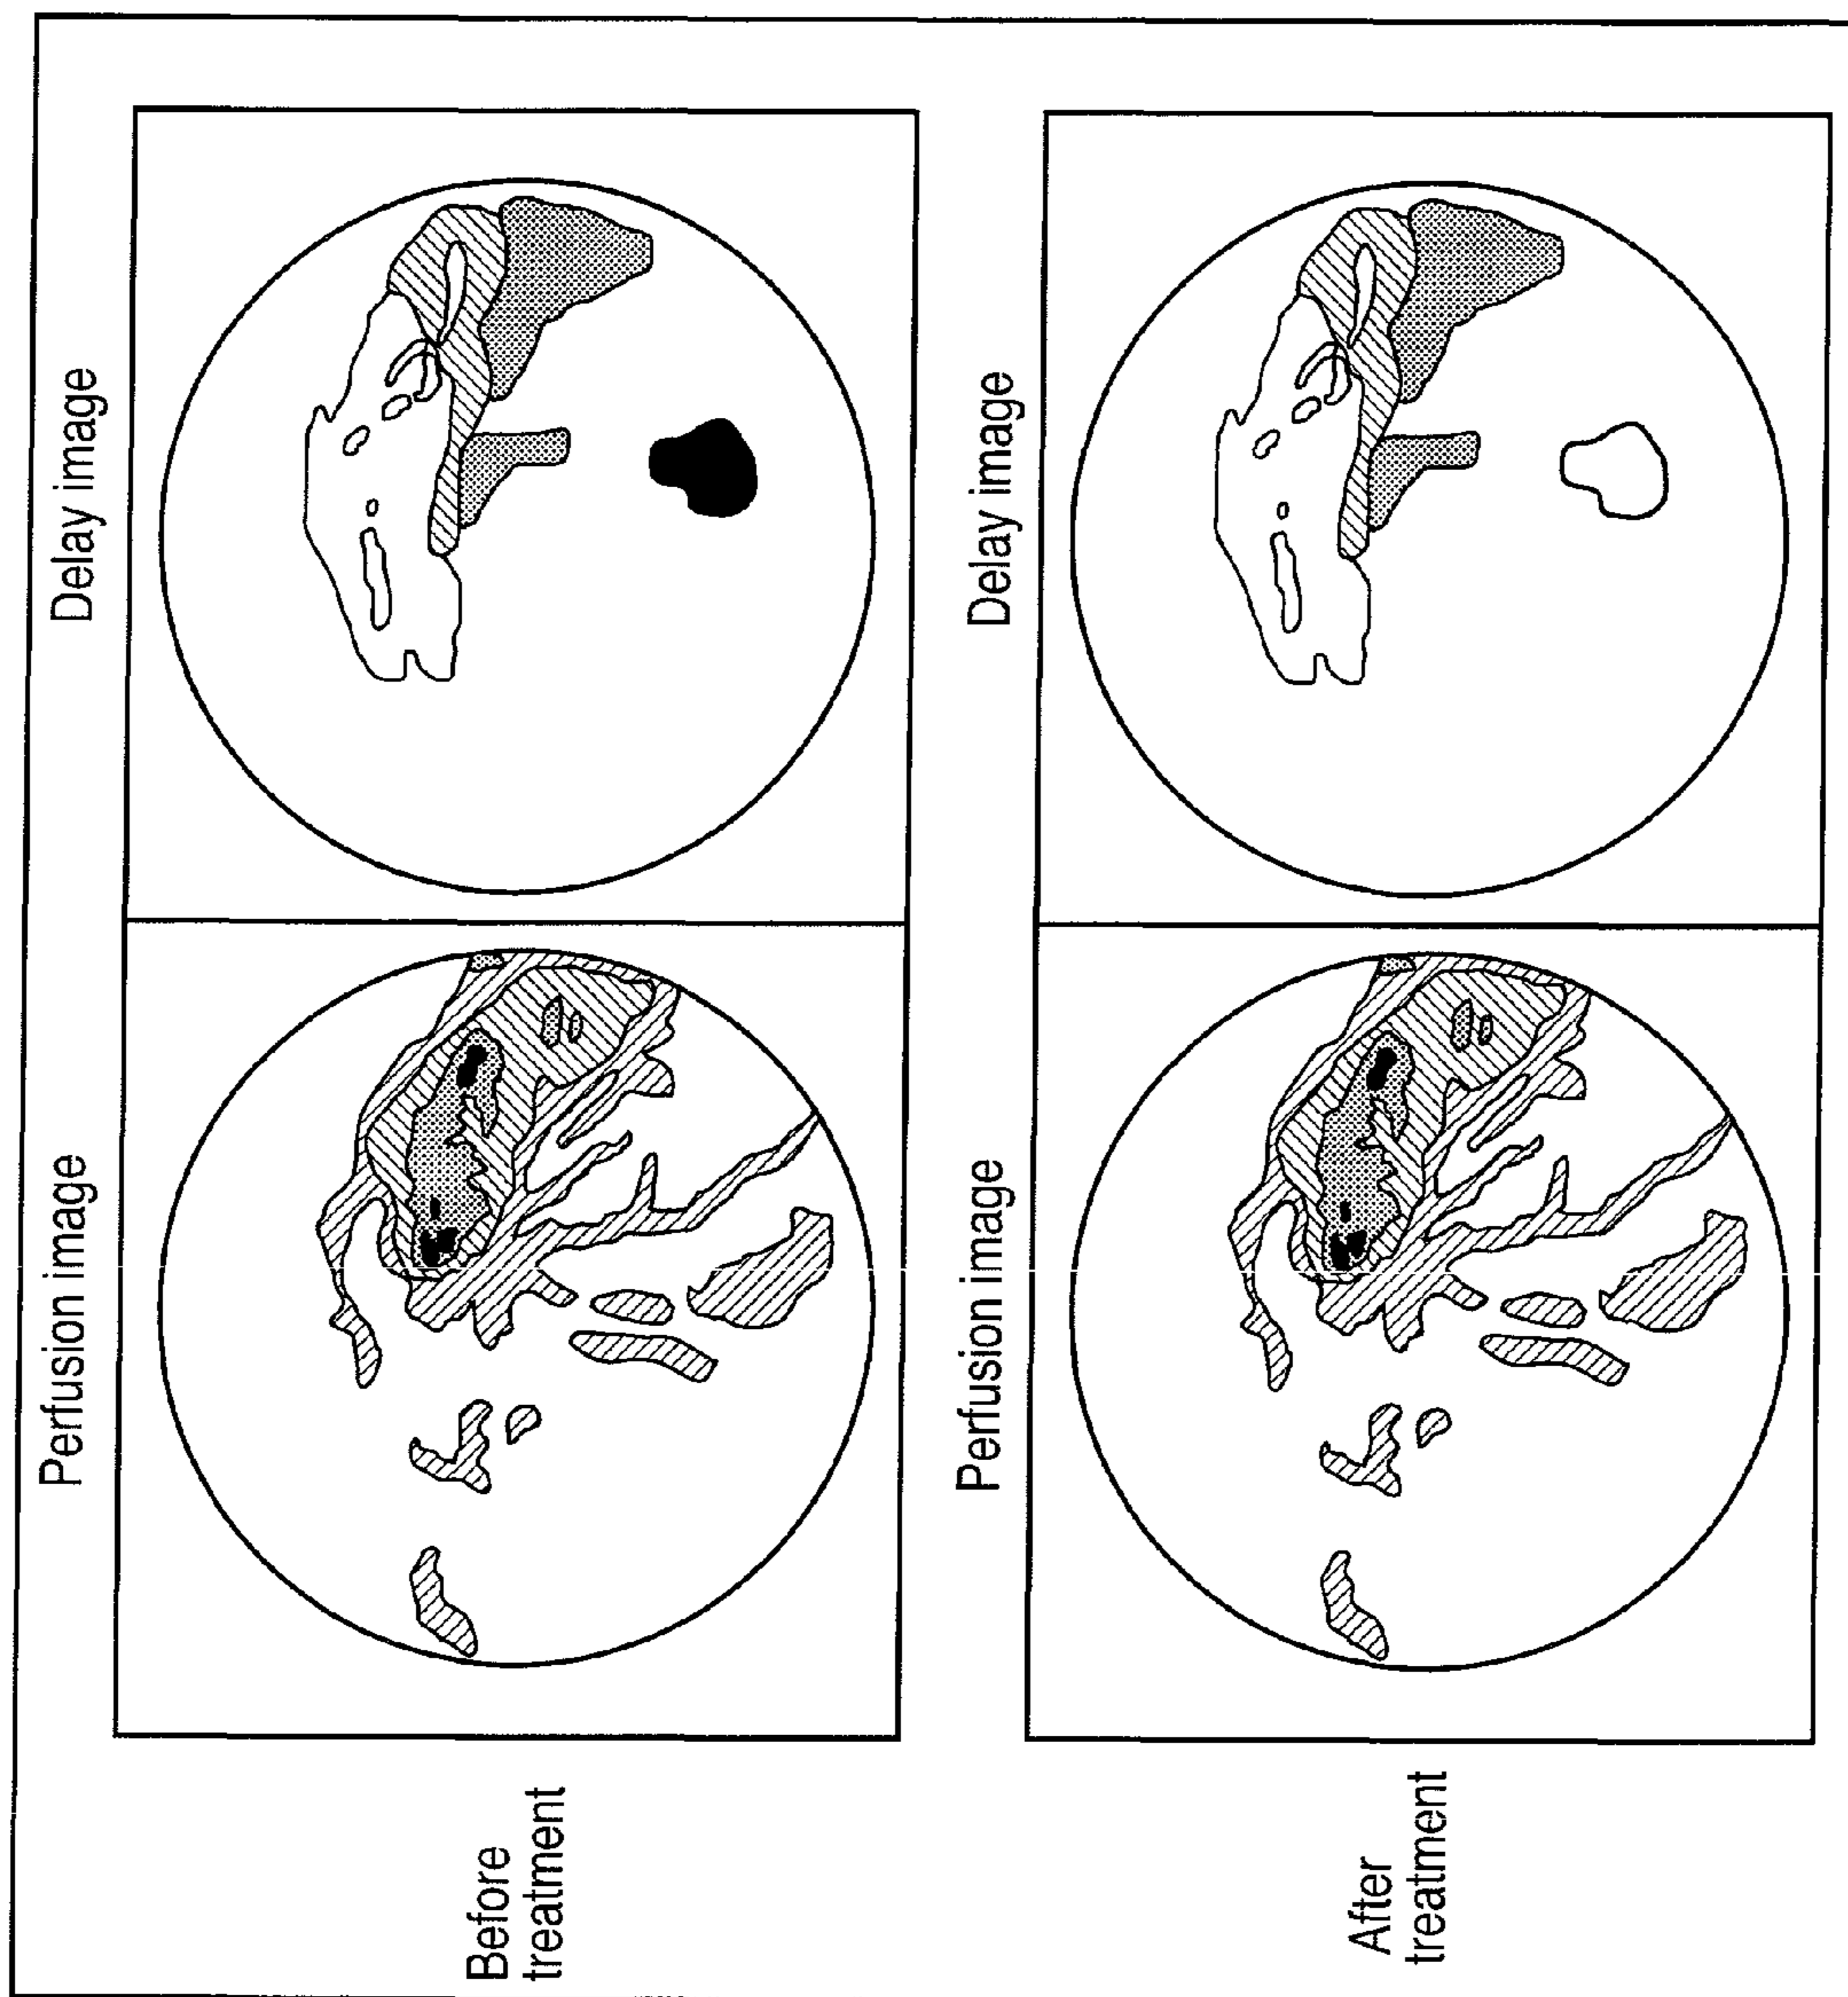 Perfusion image
Delay image
Before
treatment
Perfusion image
Delay image
After
treatment